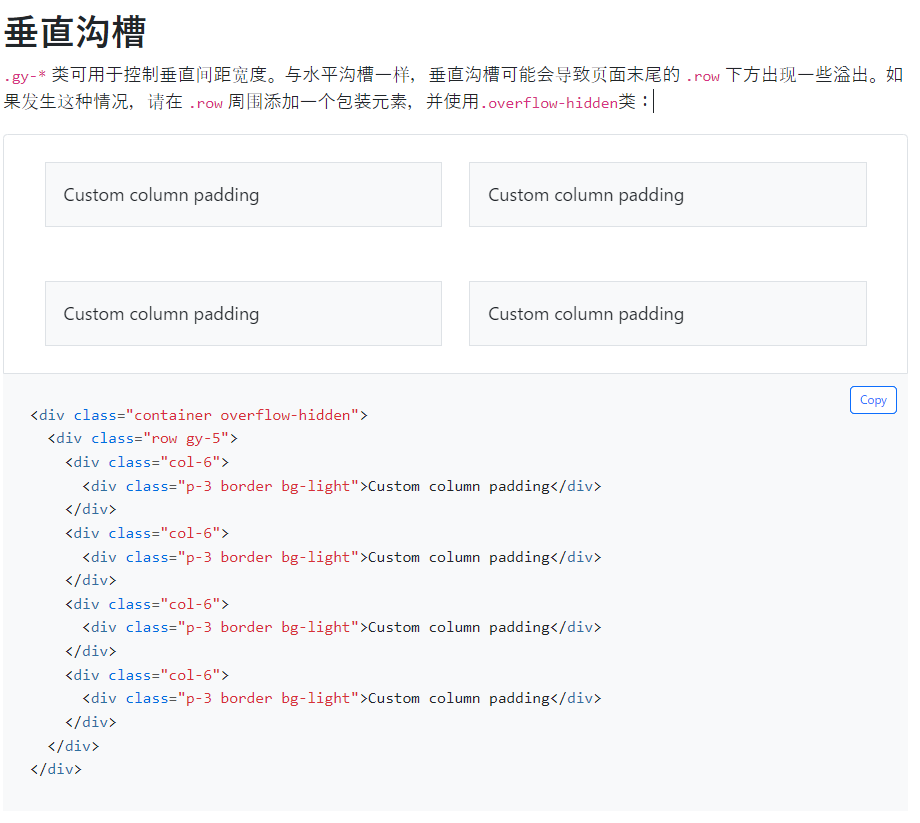 垂直沟槽
.gy-* 类可用于控制垂直间距宽度。与水平沟槽一样，垂直沟槽可能会导致页面末尾的 .row 下方出现一些溢出。如
果发生这种情况，请在 .row 周围添加一个包装元素，并使用.overflow-hidden类：
Custom column padding
Custom column padding
Custom column padding
Custom column padding
Copy
<div class="container overflow-hidden">
  <div class="row gy-5">
    <div class="col-6">
      <div class="p-3 border bg-light">Custom column padding</div>
    </div>
    <div class="col-6">
      <div class="p-3 border bg-light">Custom column padding</div>
    </div>
    <div class="col-6">
      <div class="p-3 border bg-light">Custom column padding</div>
    </div>
    <div class="col-6">
      <div class="p-3 border bg-light">Custom column padding</div>
    </div>
  </div>
</div>